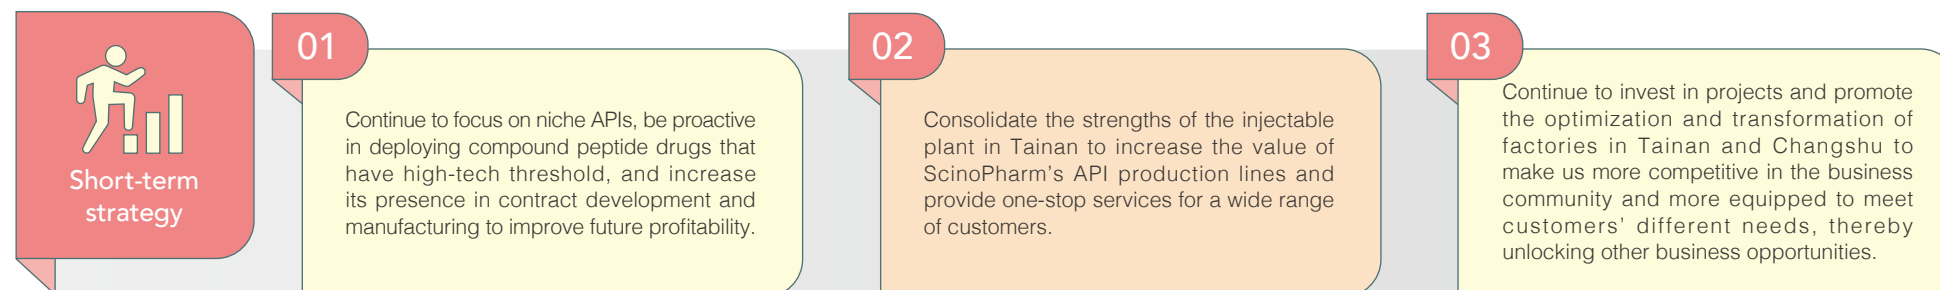 Short-term
strategy
01
Continue to focus on niche APIs, be proactive
in deploying compound peptide drugs that
have high-tech threshold, and increase
its presence in contract development and
manufacturing to improve future profitability.
02
Consolidate the strengths of the injectable
plant in Tainan to increase the value of
ScinoPharm's API production lines and
provide one-stop services for a wide range
of customers.
03
Continue to invest in projects and promote
the optimization and transformation of
factories in Tainan and Changshu to
make us more competitive in the business
community and more equipped to meet
customers' different needs, thereby
unlocking other business opportunities.